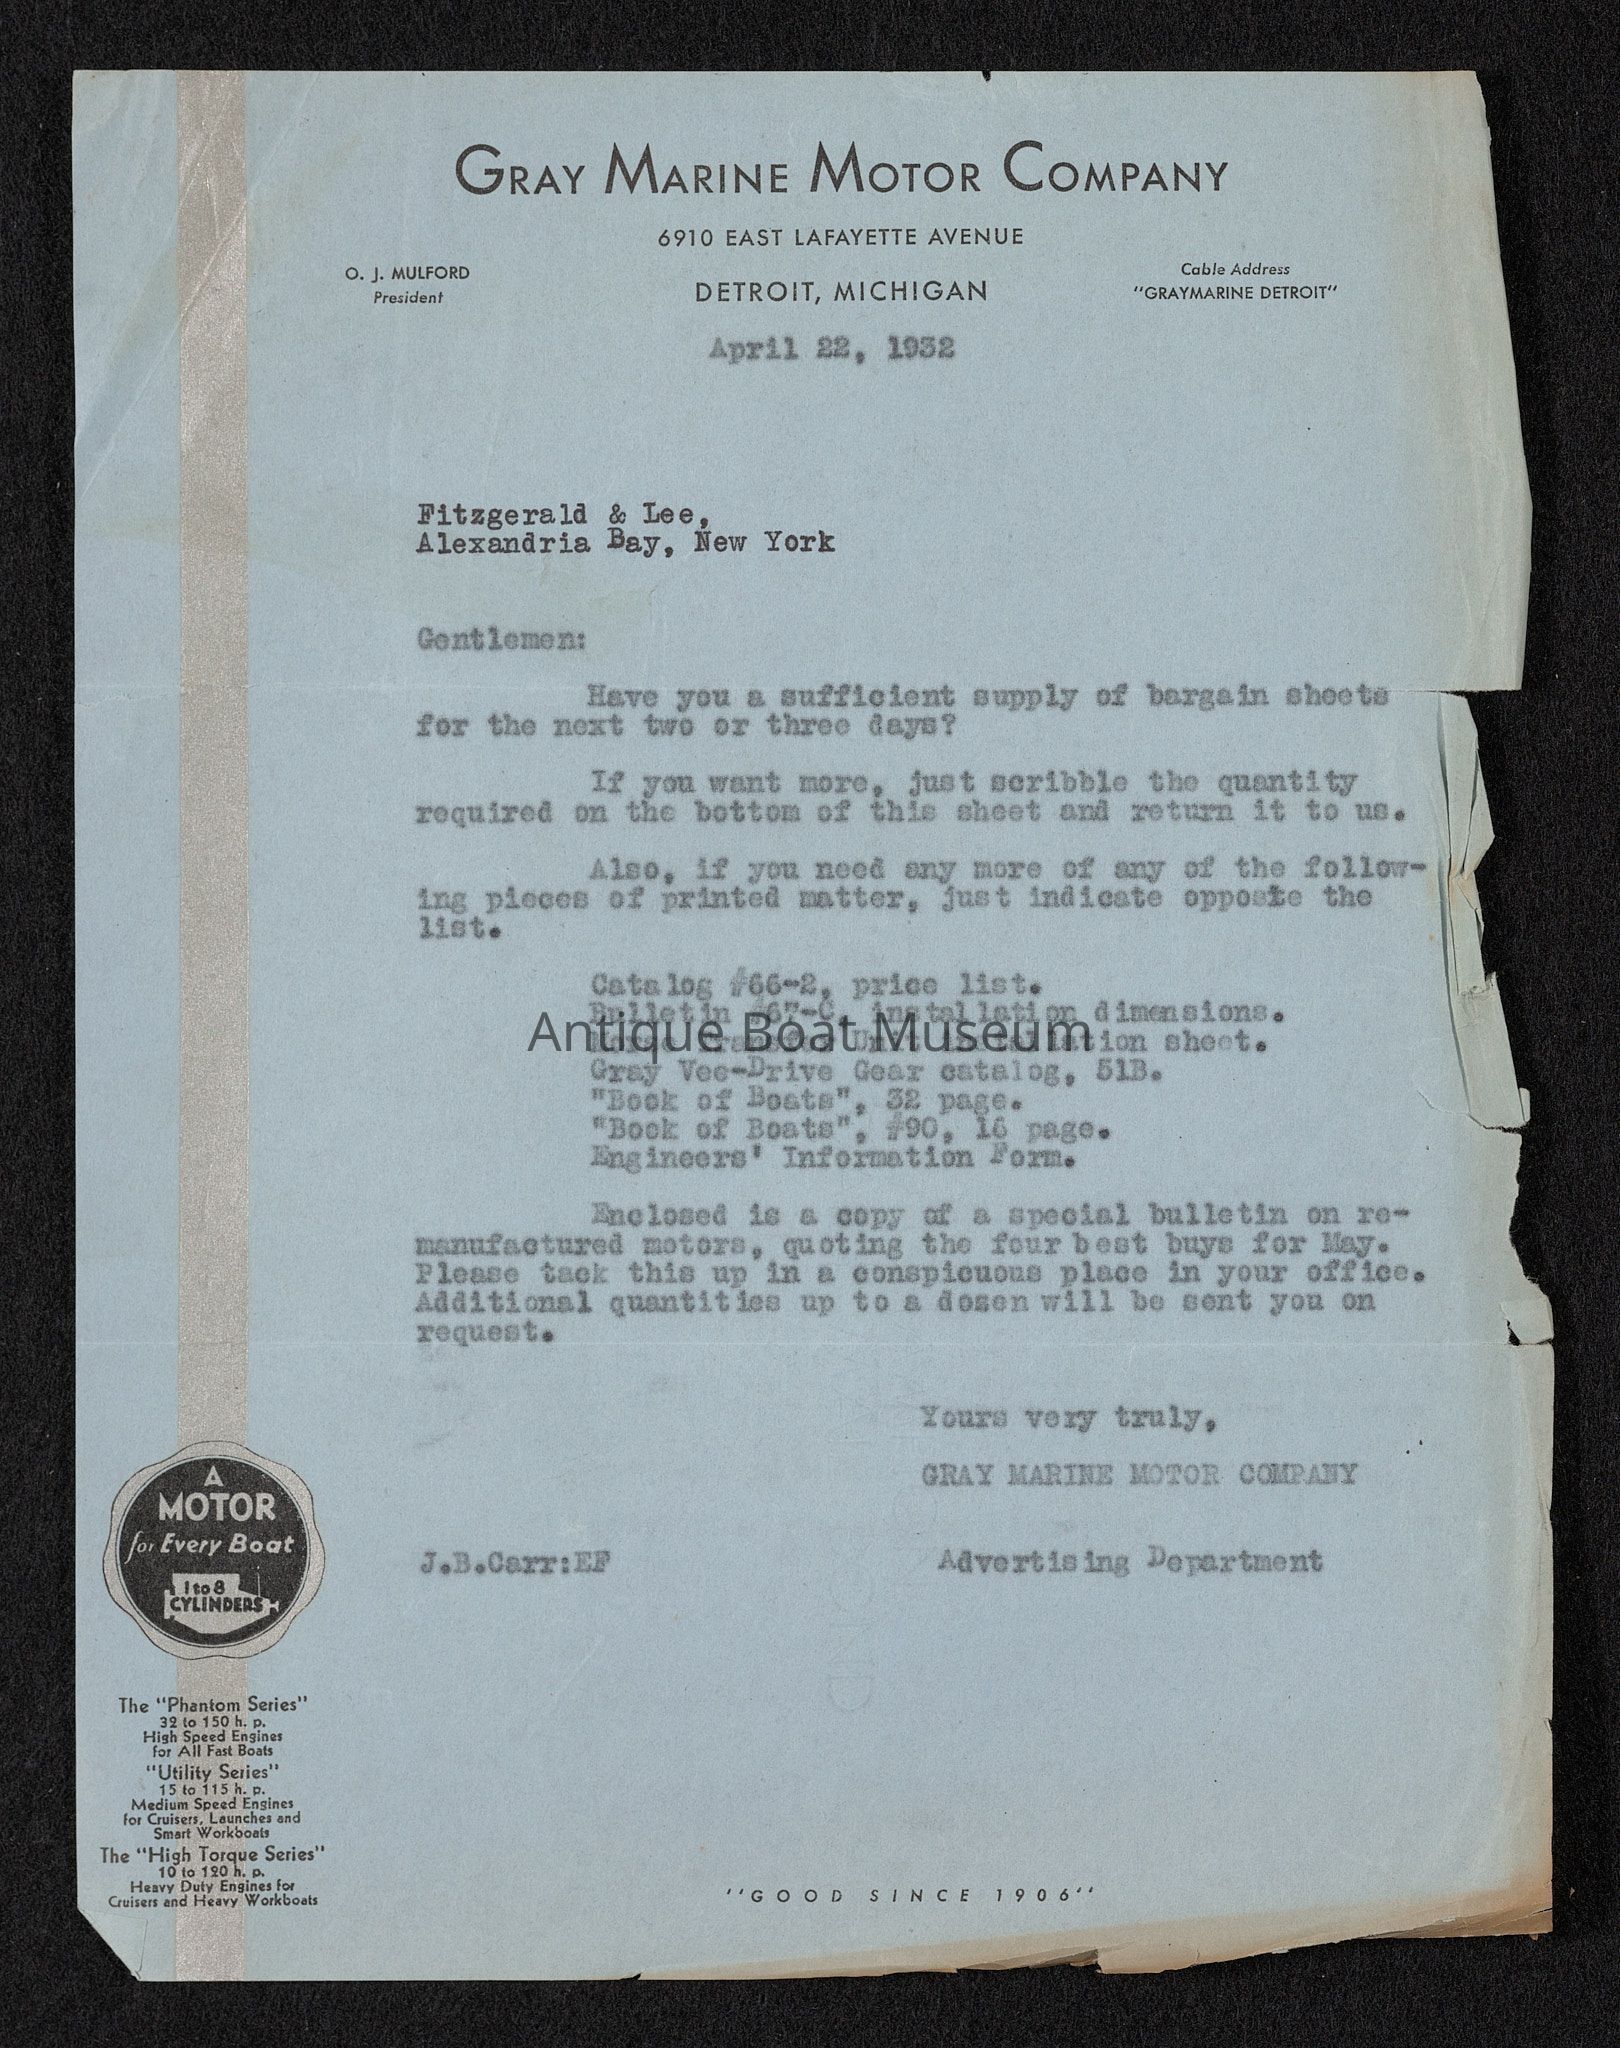 GRAY MARINE MOTOR COMPANY
6910 EAST LAFAYETTE AVENUE
DETROIT, MICHIGAN
O. J. MULFORD
President
Cable Address
"GRAYMARINE DETROIT"
April 22, 1932
Fitzgerald & Lee,
Alexandria Bay, New York
Gentlemen:
Have you a sufficient supply of bargain sheets
for the next two or three days?
If you want more, just scribble the quantity
required on the bottom of this sheet and return it to us.
Also, if you need any more of any of the follow-
ing pieces of printed matter, just indicate opposite the
list.
Catalog #66-2, price list.
Bulletin #67-C, installation dimensions.
Unit installation sheet.
Antique Boat Museum
Gray Vee-Drive Gear catalog, 51B.
"Book of Boats", 32 page.
"Book of Boats", #90, 16 page.
Engineers' Information Form.
Enclosed is a copy of a special bulletin on re-
manufactured motors, quoting the four best buys for May.
Please tack this up in a conspicuous place in your office.
Additional quantities up to a dozen will be sent you on
request.
Yours very truly,
GRAY MARINE MOTOR COMPANY
J.B.Carr:EF
Advertising Department
A
MOTOR
for Every Boat
1 to 8
CYLINDERS
The "Phantom Series"
32 to 150 h. p.
High Speed Engines
for All Fast Boats
"Utility Series"
15 to 115 h. p.
Medium Speed Engines
for Cruisers, Launches and
Smart Workboats
The "High Torque Series"
10 to 120 h. p.
Heavy Duty Engines for
Cruisers and Heavy Workboats
"GOOD SINCE 1906"